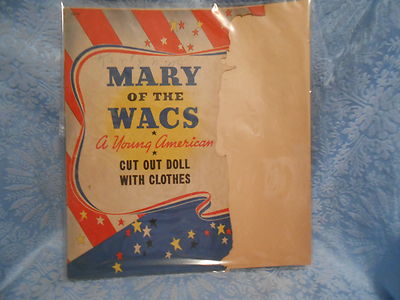 MARY
OF THE
WACS
A Young American
CUT OUT DOLL
WITH CLOTHES